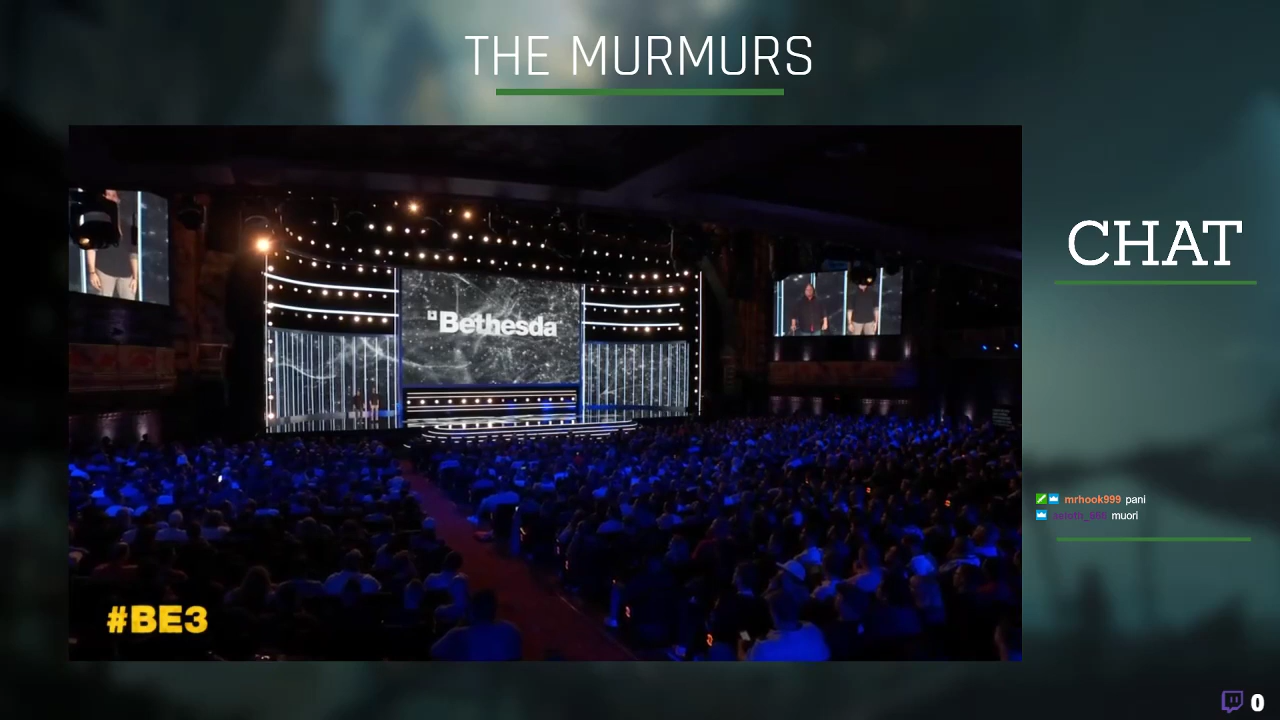 THE MURMURS
Bethesda
CHAT
mrhook999 pani
muori
#BE3
0